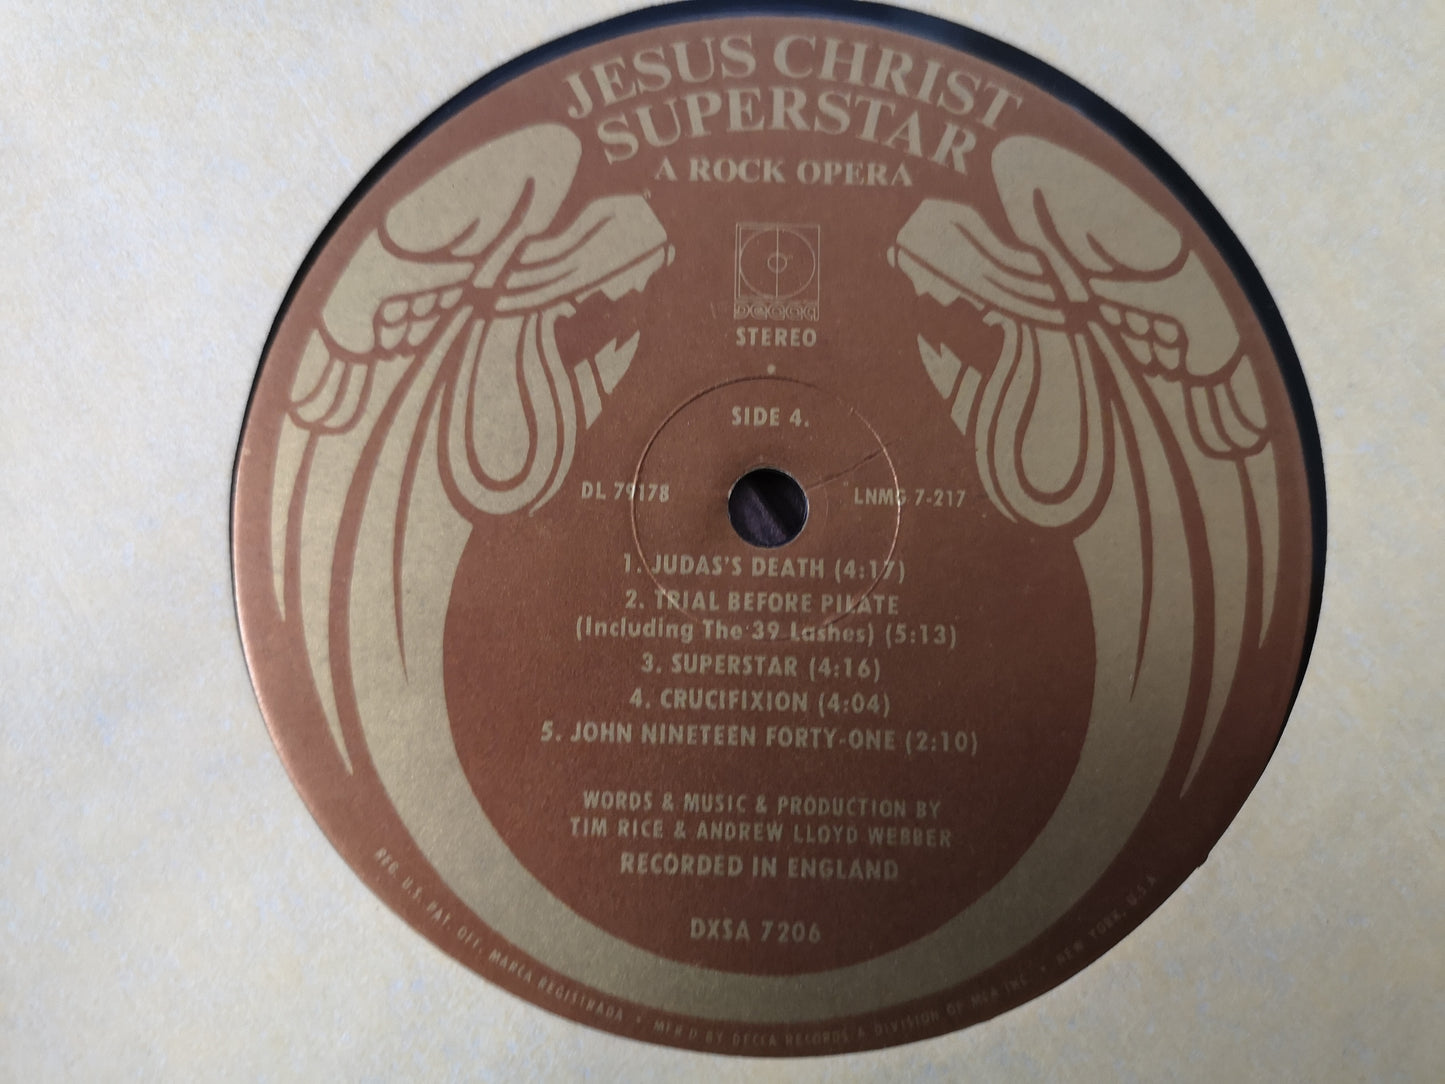 JESUS CHRIST
SUPERSTAR
A ROCK OPERA
DECCA
STEREO
SIDE 4.
DL 79178
LNMG 7-217
1. JUDAS'S DEATH (4:17)
2. TRIAL BEFORE PILATE
(Including The 39 Lashes) (5:13)
3. SUPERSTAR (4:16)
4. CRUCIFIXION (4:04)
5. JOHN NINETEEN FORTY-ONE (2:10)
WORDS & MUSIC & PRODUCTION BY
TIM RICE & ANDREW LLOYD WEBBER
RECORDED IN ENGLAND
DXSA 7206
REG. U.S. PAT. OFF. MARCA REGISTRADA • MFR'D BY DECCA RECORDS A DIVISION OF MCA INC • NEW YORK, U.S.A